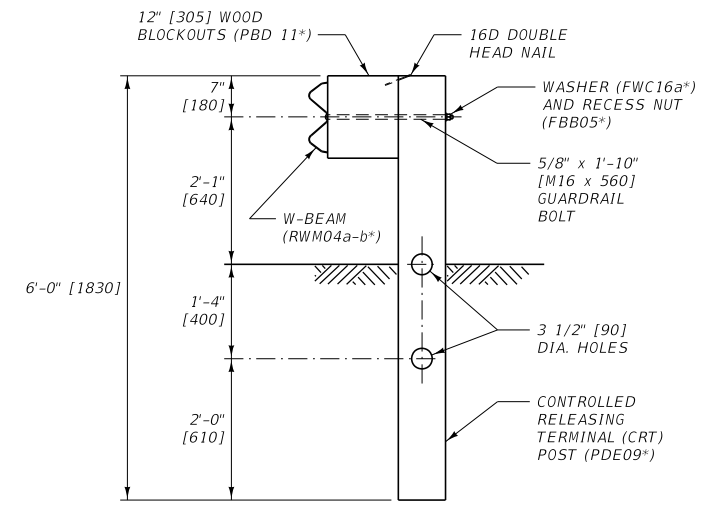 12" [305] WOOD
BLOCKOUTS (PBD 11*)
16D DOUBLE
HEAD NAIL
7"
[180]
WASHER (FWC16a*)
AND RECESS NUT
(FBB05*)
5/8" x 1'-10"
[M16 x 560]
GUARDRAIL
BOLT
2'-1"
[640]
W-BEAM
(RWM04a-b*)
6'-0" [1830]
1'-4"
[400]
3 1/2" [90]
DIA. HOLES
2'-0"
[610]
CONTROLLED
RELEASING
TERMINAL (CRT)
POST (PDE09*)